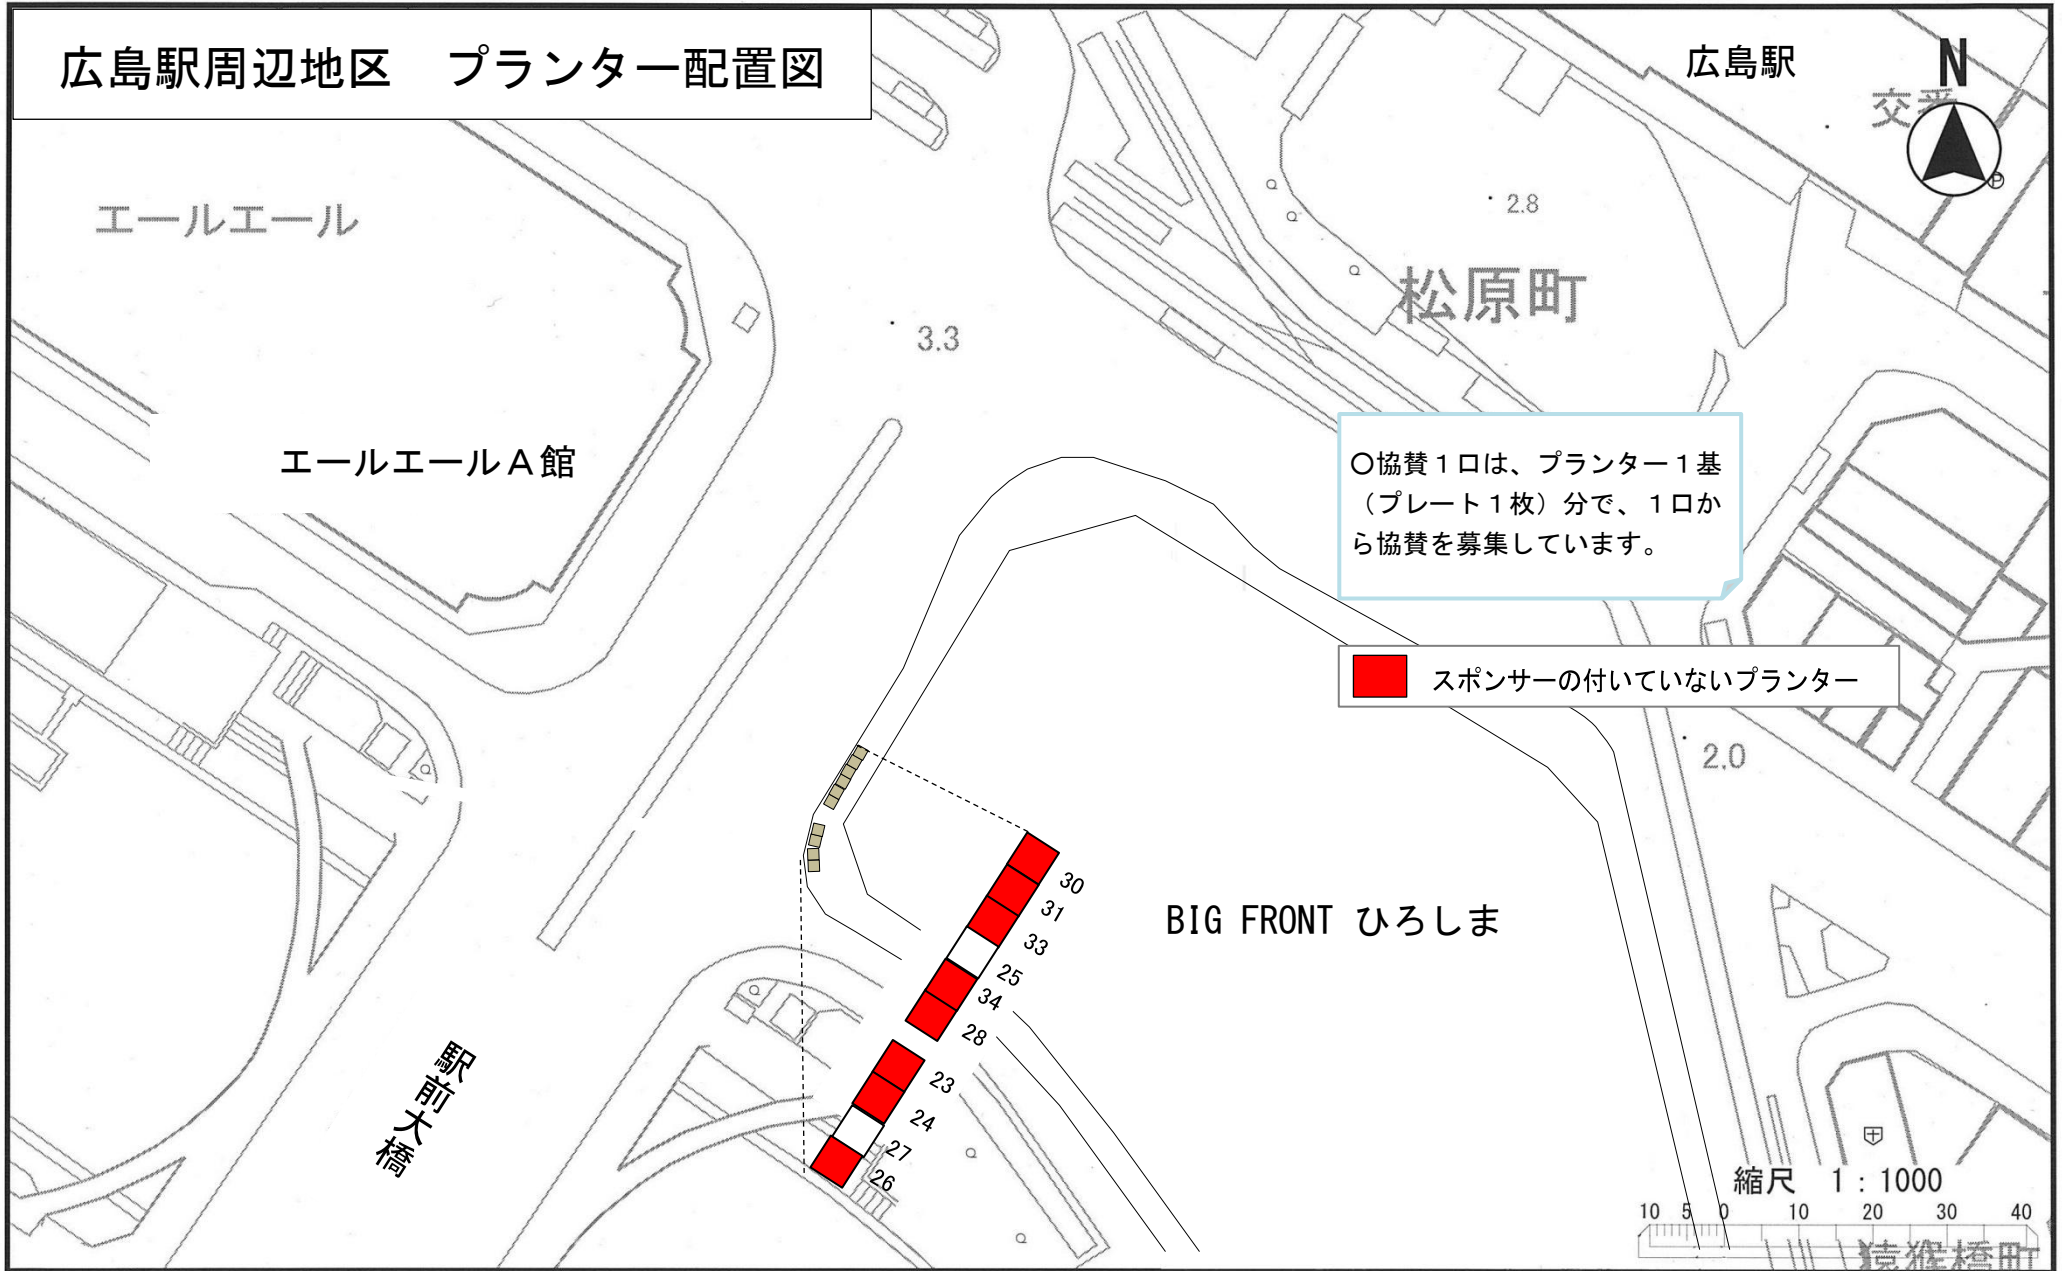 広島駅周辺地区　プランター配置図
広島駅
N
交番
P
エールエール
2.8
松原町
3.3
エールエールA館
○協賛1口は、プランター1基
（プレート1枚）分で、1口か
ら協賛を募集しています。
スポンサーの付いていないプランター
2.0
30
31
33
25
34
28
23
24
27
26
BIG FRONT ひろしま
駅前大橋
縮尺　1：1000
10 5 0 10 20 30 40
猿猴橋町